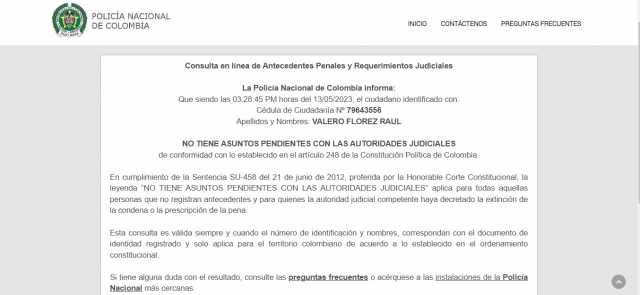 POLICÍA NACIONAL
DE COLOMBIA
INICIO CONTÁCTENOS PREGUNTAS FRECUENTES
Consulta en línea de Antecedentes Penales y Requerimientos Judiciales
La Policía Nacional de Colombia informa:
Que siendo las 03:28:45 PM horas del 13/05/2023, el ciudadano identificado con:
Cédula de Ciudadanía Nº 79643556
Apellidos y Nombres: VALERO FLOREZ RAUL
NO TIENE ASUNTOS PENDIENTES CON LAS AUTORIDADES JUDICIALES
de conformidad con lo establecido en el artículo 248 de la Constitución Política de Colombia.
En cumplimiento de la Sentencia SU-458 del 21 de junio de 2012, proferida por la Honorable Corte Constitucional, la
leyenda "NO TIENE ASUNTOS PENDIENTES CON LAS AUTORIDADES JUDICIALES" aplica para todas aquellas
personas que no registran antecedentes y para quienes la autoridad judicial competente haya decretado la extinción de
la condena o la prescripción de la pena.
Esta consulta es válida siempre y cuando el número de identificación y nombres, correspondan con el documento de
identidad registrado y solo aplica para el territorio colombiano de acuerdo a lo establecido en el ordenamiento
constitucional.
Si tiene alguna duda con el resultado, consulte las preguntas frecuentes o acérquese a las instalaciones de la Policía
Nacional más cercanas.